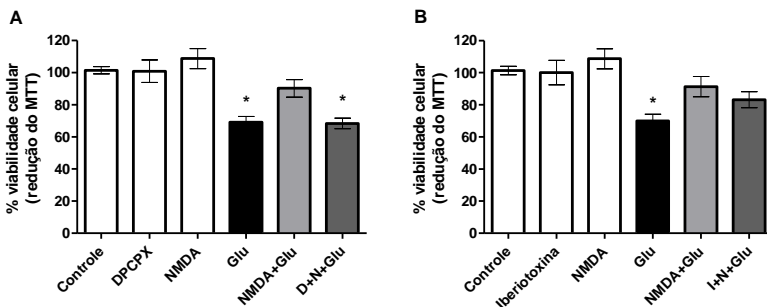 A
% viabilidade celular
(redução do MTT)
120
100
80
60
40
20
0
*
*
Controle
DPCPX
NMDA
Glu
NMDA+Glu
D+N+Glu
B
% viabilidade celular
(redução do MTT)
120
100
80
60
40
20
0
*
Controle
Iberiotoxina
NMDA
Glu
NMDA+Glu
I+N+Glu